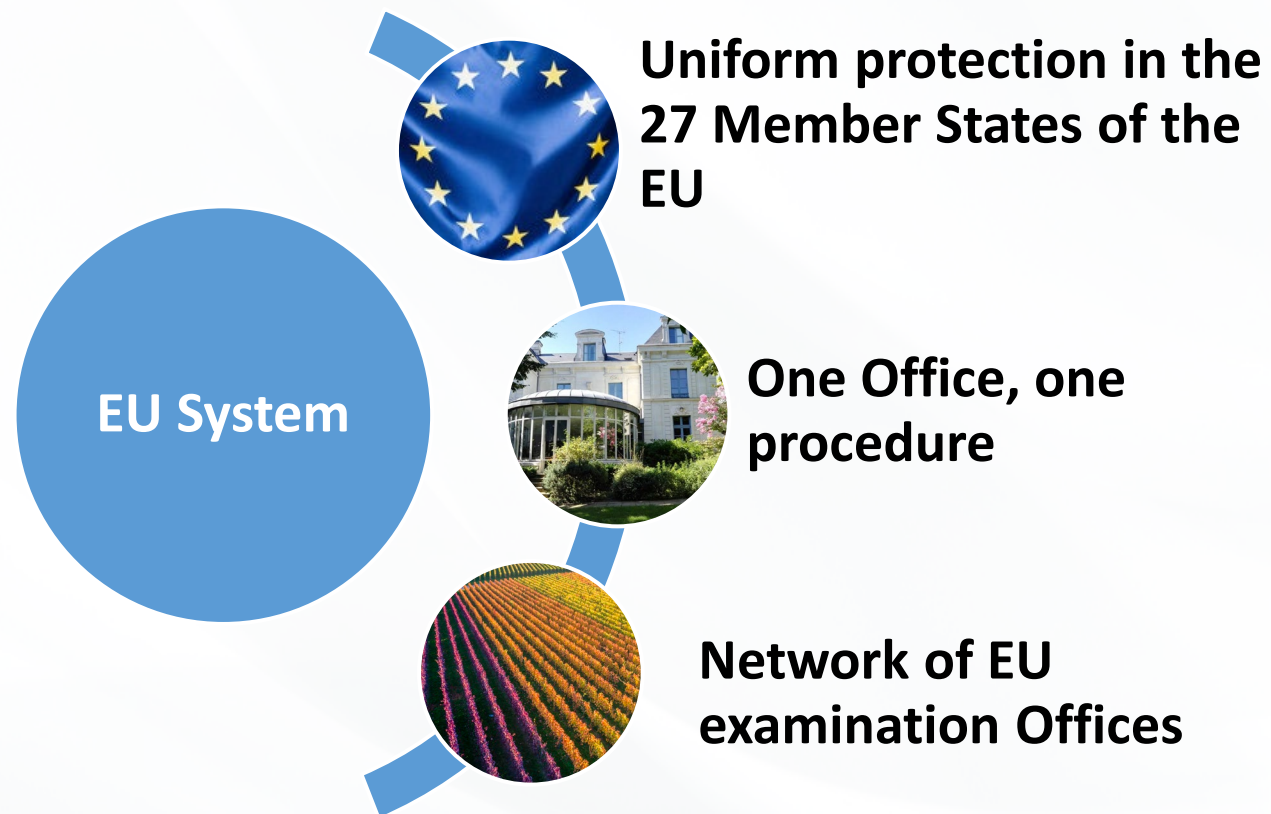 Uniform protection in the
27 Member States of the
EU
EU System
One Office, one
procedure
Network of EU
examination Offices